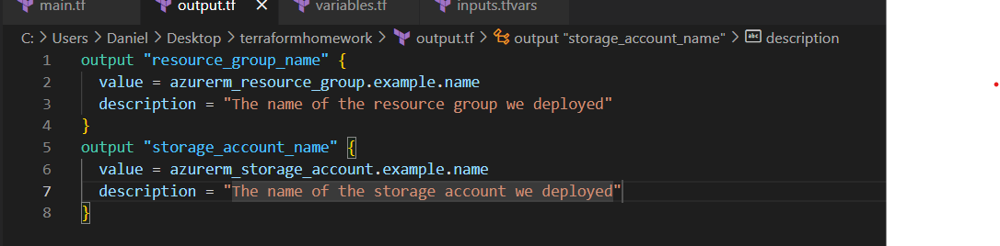 main.tf output.tf × variables.tf inputs.tfvars
C: > Users > Daniel > Desktop > terraformhomework > output.tf > output "storage_account_name" > abc description
1 output "resource_group_name" {
2 value = azurerm_resource_group.example.name
3 description = "The name of the resource group we deployed"
4 }
5 output "storage_account_name" {
6 value = azurerm_storage_account.example.name
7 description = "The name of the storage account we deployed"
8 }